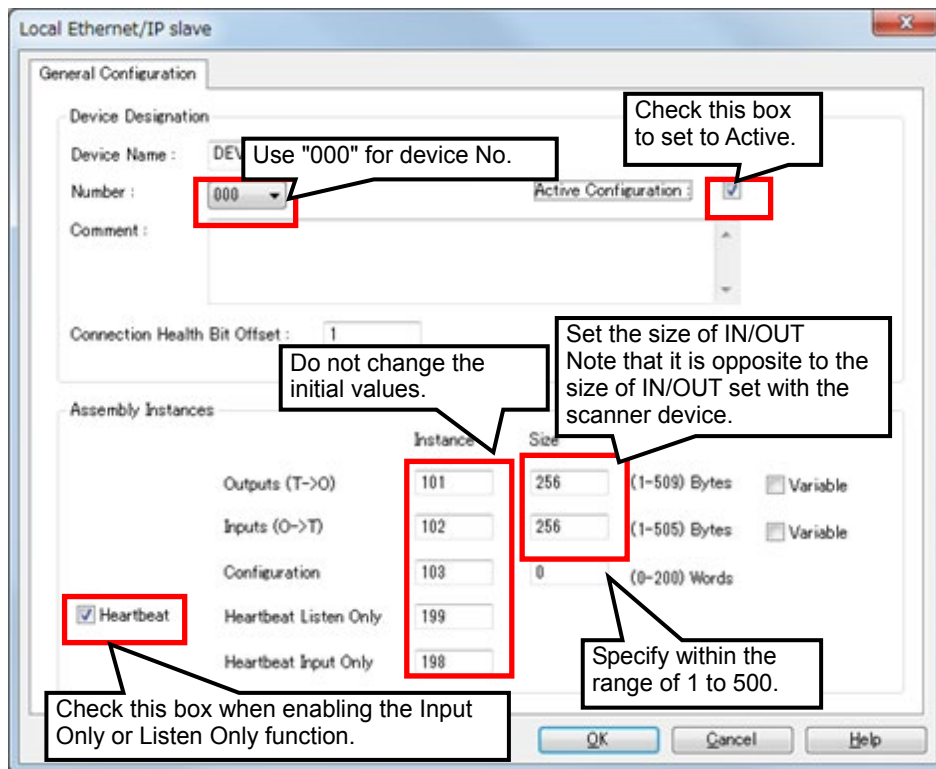 Local Ethernet/IP slave
General Configuration
Device Designation
Check this box
to set to Active.
Device Name :
Use "000" for device No.
Number :
000
Active Configuration :
Comment :
Connection Health Bit Offset :
1
Do not change the
initial values.
Set the size of IN/OUT
Note that it is opposite to the
size of IN/OUT set with the
scanner device.
Assembly Instances
Instance
Size
Outputs (T->O)
101
256
(1-509) Bytes
Variable
Inputs (O->T)
102
256
(1-505) Bytes
Variable
Configuration
103
0
(0-200) Words
Heartbeat
Heartbeat Listen Only
199
Heartbeat Input Only
198
Specify within the
range of 1 to 500.
Check this box when enabling the Input
Only or Listen Only function.
OK
Cancel
Help